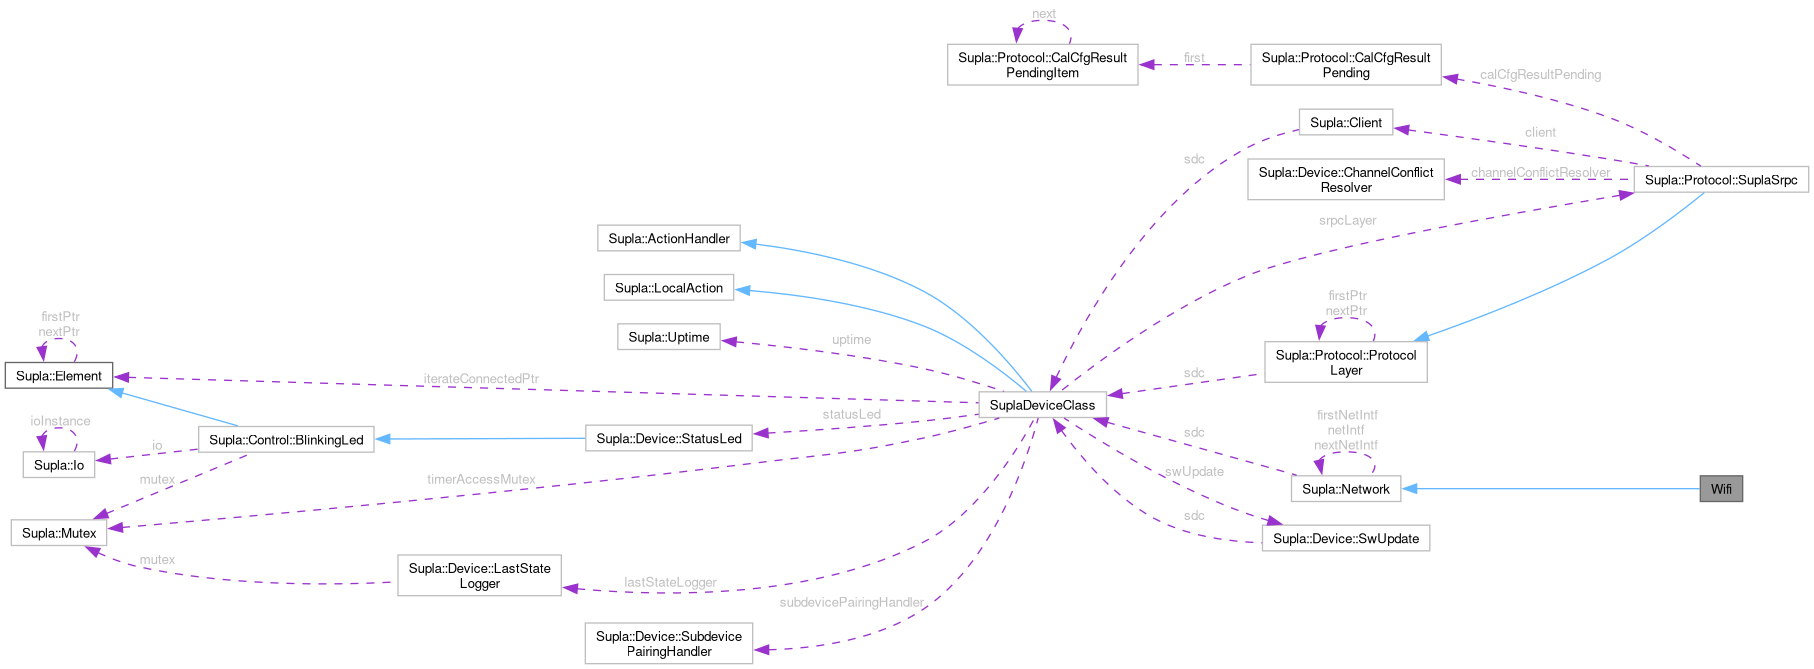 next
Supla::Protocol::CalCfgResult
PendingItem
first
Supla::Protocol::CalCfgResult
Pending
calCfgResultPending
Supla::Client
client
sdc
Supla::Device::ChannelConflict
Resolver
channelConflictResolver
Supla::Protocol::SuplaSrpc
srpcLayer
Supla::ActionHandler
Supla::LocalAction
firstPtr
nextPtr
firstPtr
nextPtr
Supla::Uptime
uptime
Supla::Protocol::Protocol
Layer
Supla::Element
iterateConnectedPtr
sdc
SuplaDeviceClass
ioInstance
statusLed
firstNetIntf
netIntf
nextNetIntf
Supla::Control::BlinkingLed
Supla::Device::StatusLed
sdc
io
Supla::Io
mutex
timerAccessMutex
swUpdate
Supla::Network
Wifi
sdc
Supla::Mutex
Supla::Device::SwUpdate
mutex
Supla::Device::LastState
Logger
lastStateLogger
subdevicePairingHandler
Supla::Device::Subdevice
PairingHandler